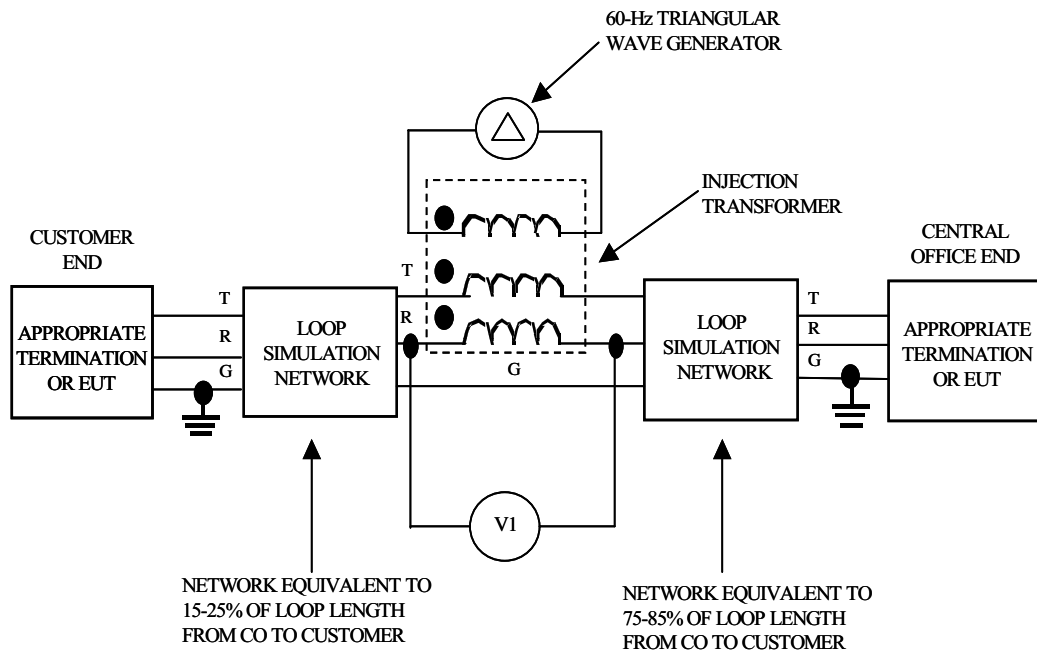 60-Hz TRIANGULAR
WAVE GENERATOR
INJECTION
TRANSFORMER
CUSTOMER
END
CENTRAL
OFFICE END
T
T
T
R
R
R
G
G
G
APPROPRIATE
TERMINATION
OR EUT
LOOP
SIMULATION
NETWORK
LOOP
SIMULATION
NETWORK
APPROPRIATE
TERMINATION
OR EUT
V1
NETWORK EQUIVALENT TO
15-25% OF LOOP LENGTH
FROM CO TO CUSTOMER
NETWORK EQUIVALENT TO
75-85% OF LOOP LENGTH
FROM CO TO CUSTOMER